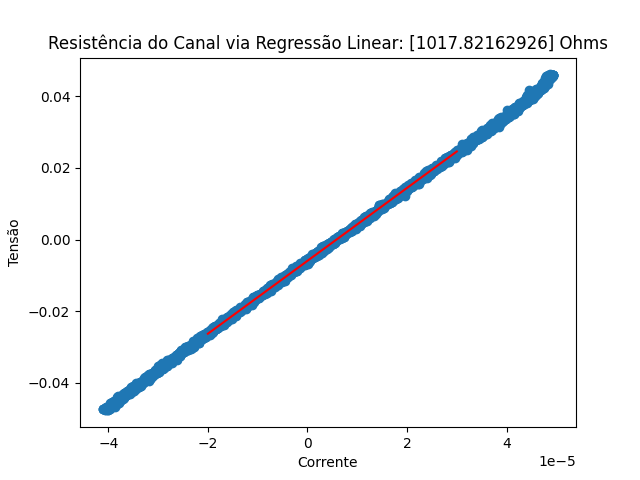 Resistência do Canal via Regressão Linear: [1017.82162926] Ohms
0.04
0.02
0.00
−0.02
−0.04
Tensão
−4
−2
0
2
4
1e−5
Corrente